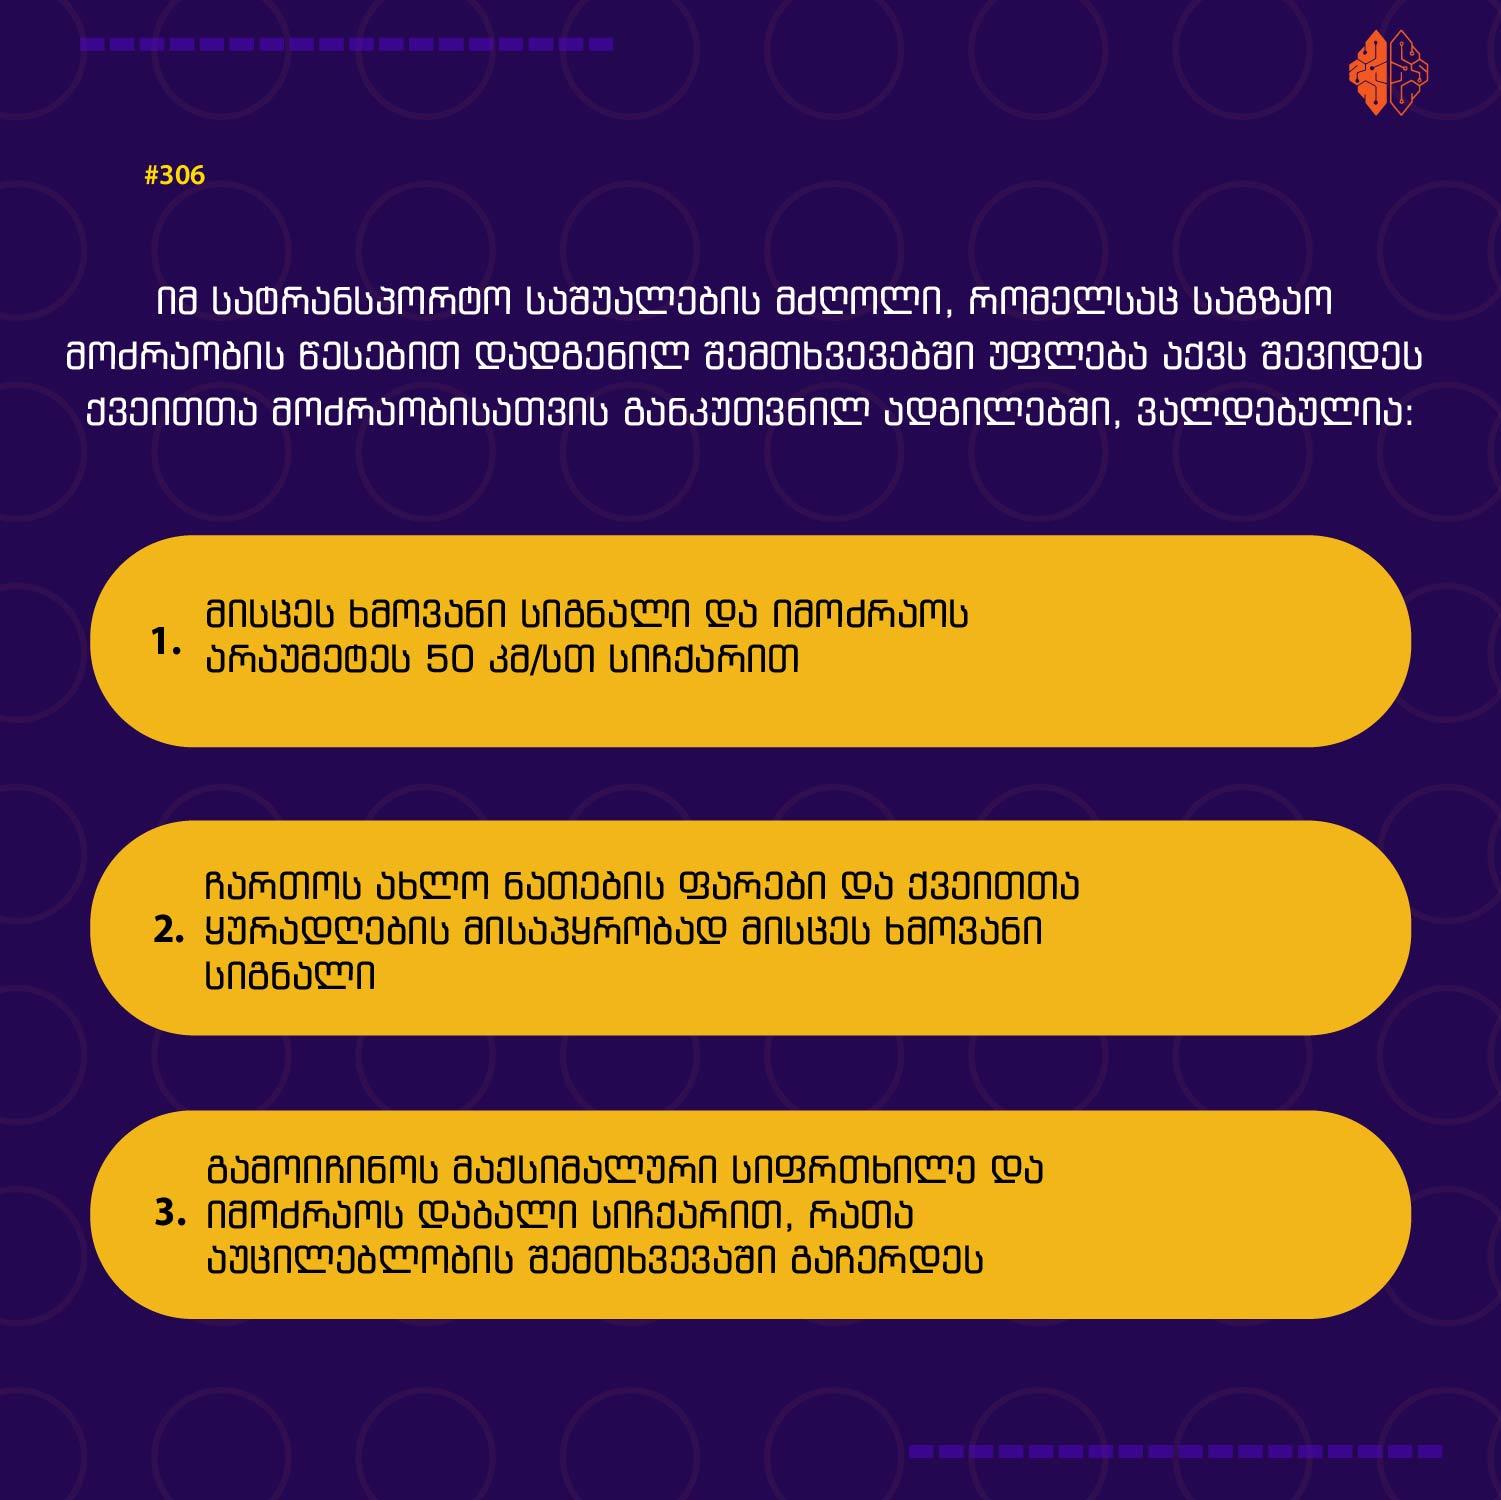 #306
იმ სატრანსპორტო საშუალების მძღოლი, რომელსაც საგზაო
მოძრაობის წესებით დადგენილ შემთხვევებში უფლება აქვს შევიდეს
ქვეითთა მოძრაობისათვის განკუთვნილ ადგილებში, ვალდებულია:
1. მისცეს ხმოვანი სიგნალი და იმოძრაოს
არაუმეტეს 50 კმ/სთ სიჩქარით
2. ჩართოს ახლო ნათების ფარები და ქვეითთა
ყურადღების მისაპყრობად მისცეს ხმოვანი
სიგნალი
3. გამოიჩინოს მაქსიმალური სიფრთხილე და
იმოძრაოს დაბალი სიჩქარით, რათა
აუცილებლობის შემთხვევაში გაჩერდეს